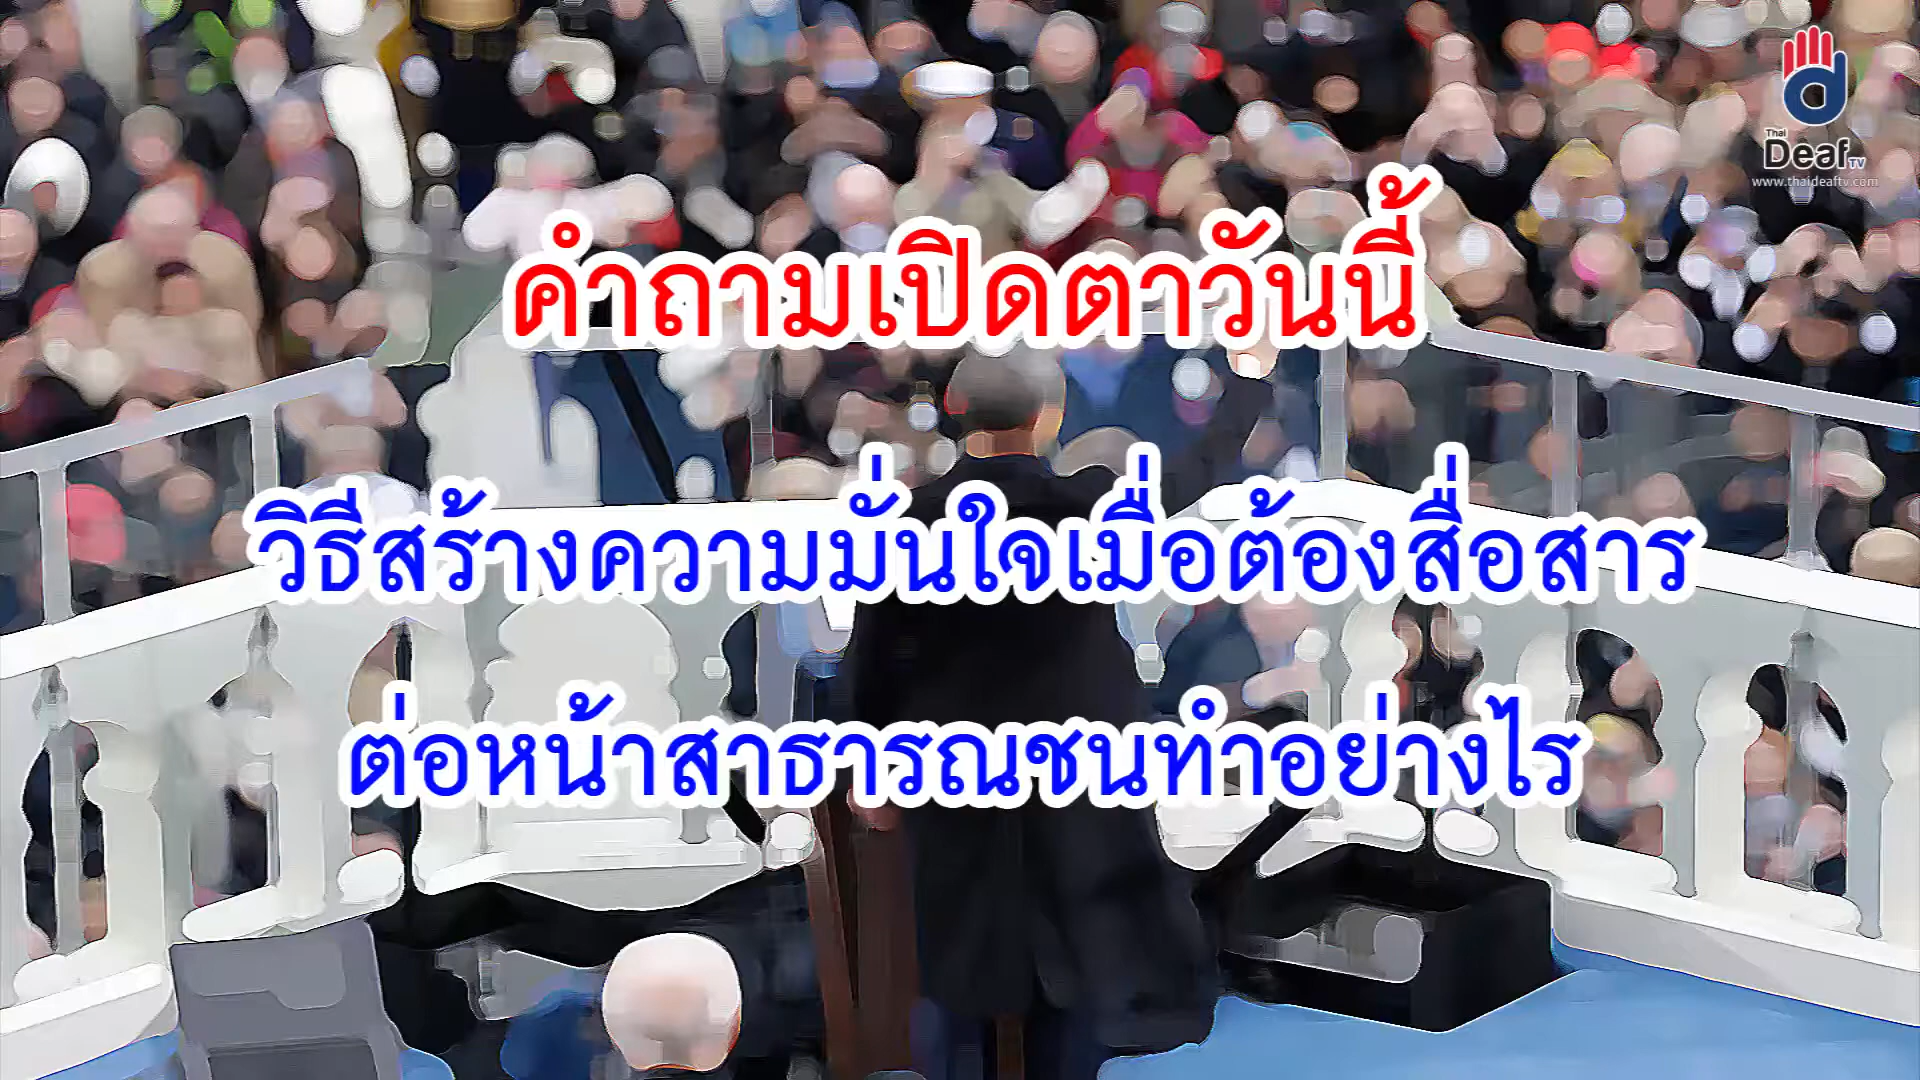 Thai
Deaf TV
www.thaideaftv.com
คำถามเปิดตาวันนี้
วิธีสร้างความมั่นใจเมื่อต้องสื่อสาร
ต่อหน้าสาธารณชนทำอย่างไร